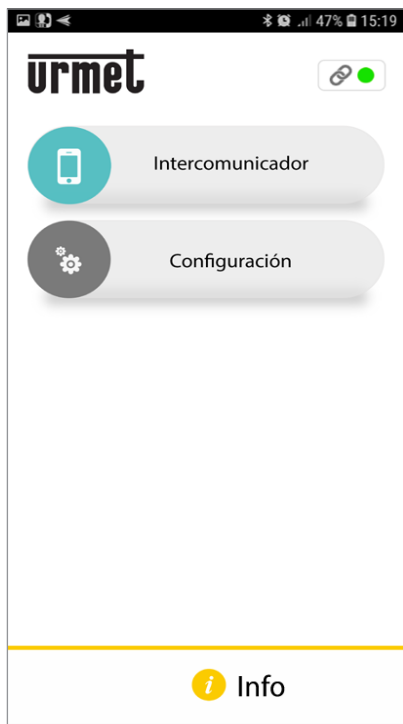 47% 15:19
urmet
Intercomunicador
Configuración
i Info